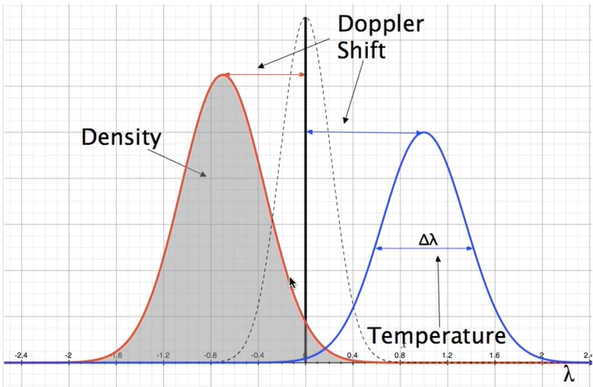 Doppler
Shift
Density
Δλ
Temperature
-2.4 -2 -1.6 -1.2 -0.8 -0.4 0 0.4 0.8 1.2 1.6 2 2.4
λ